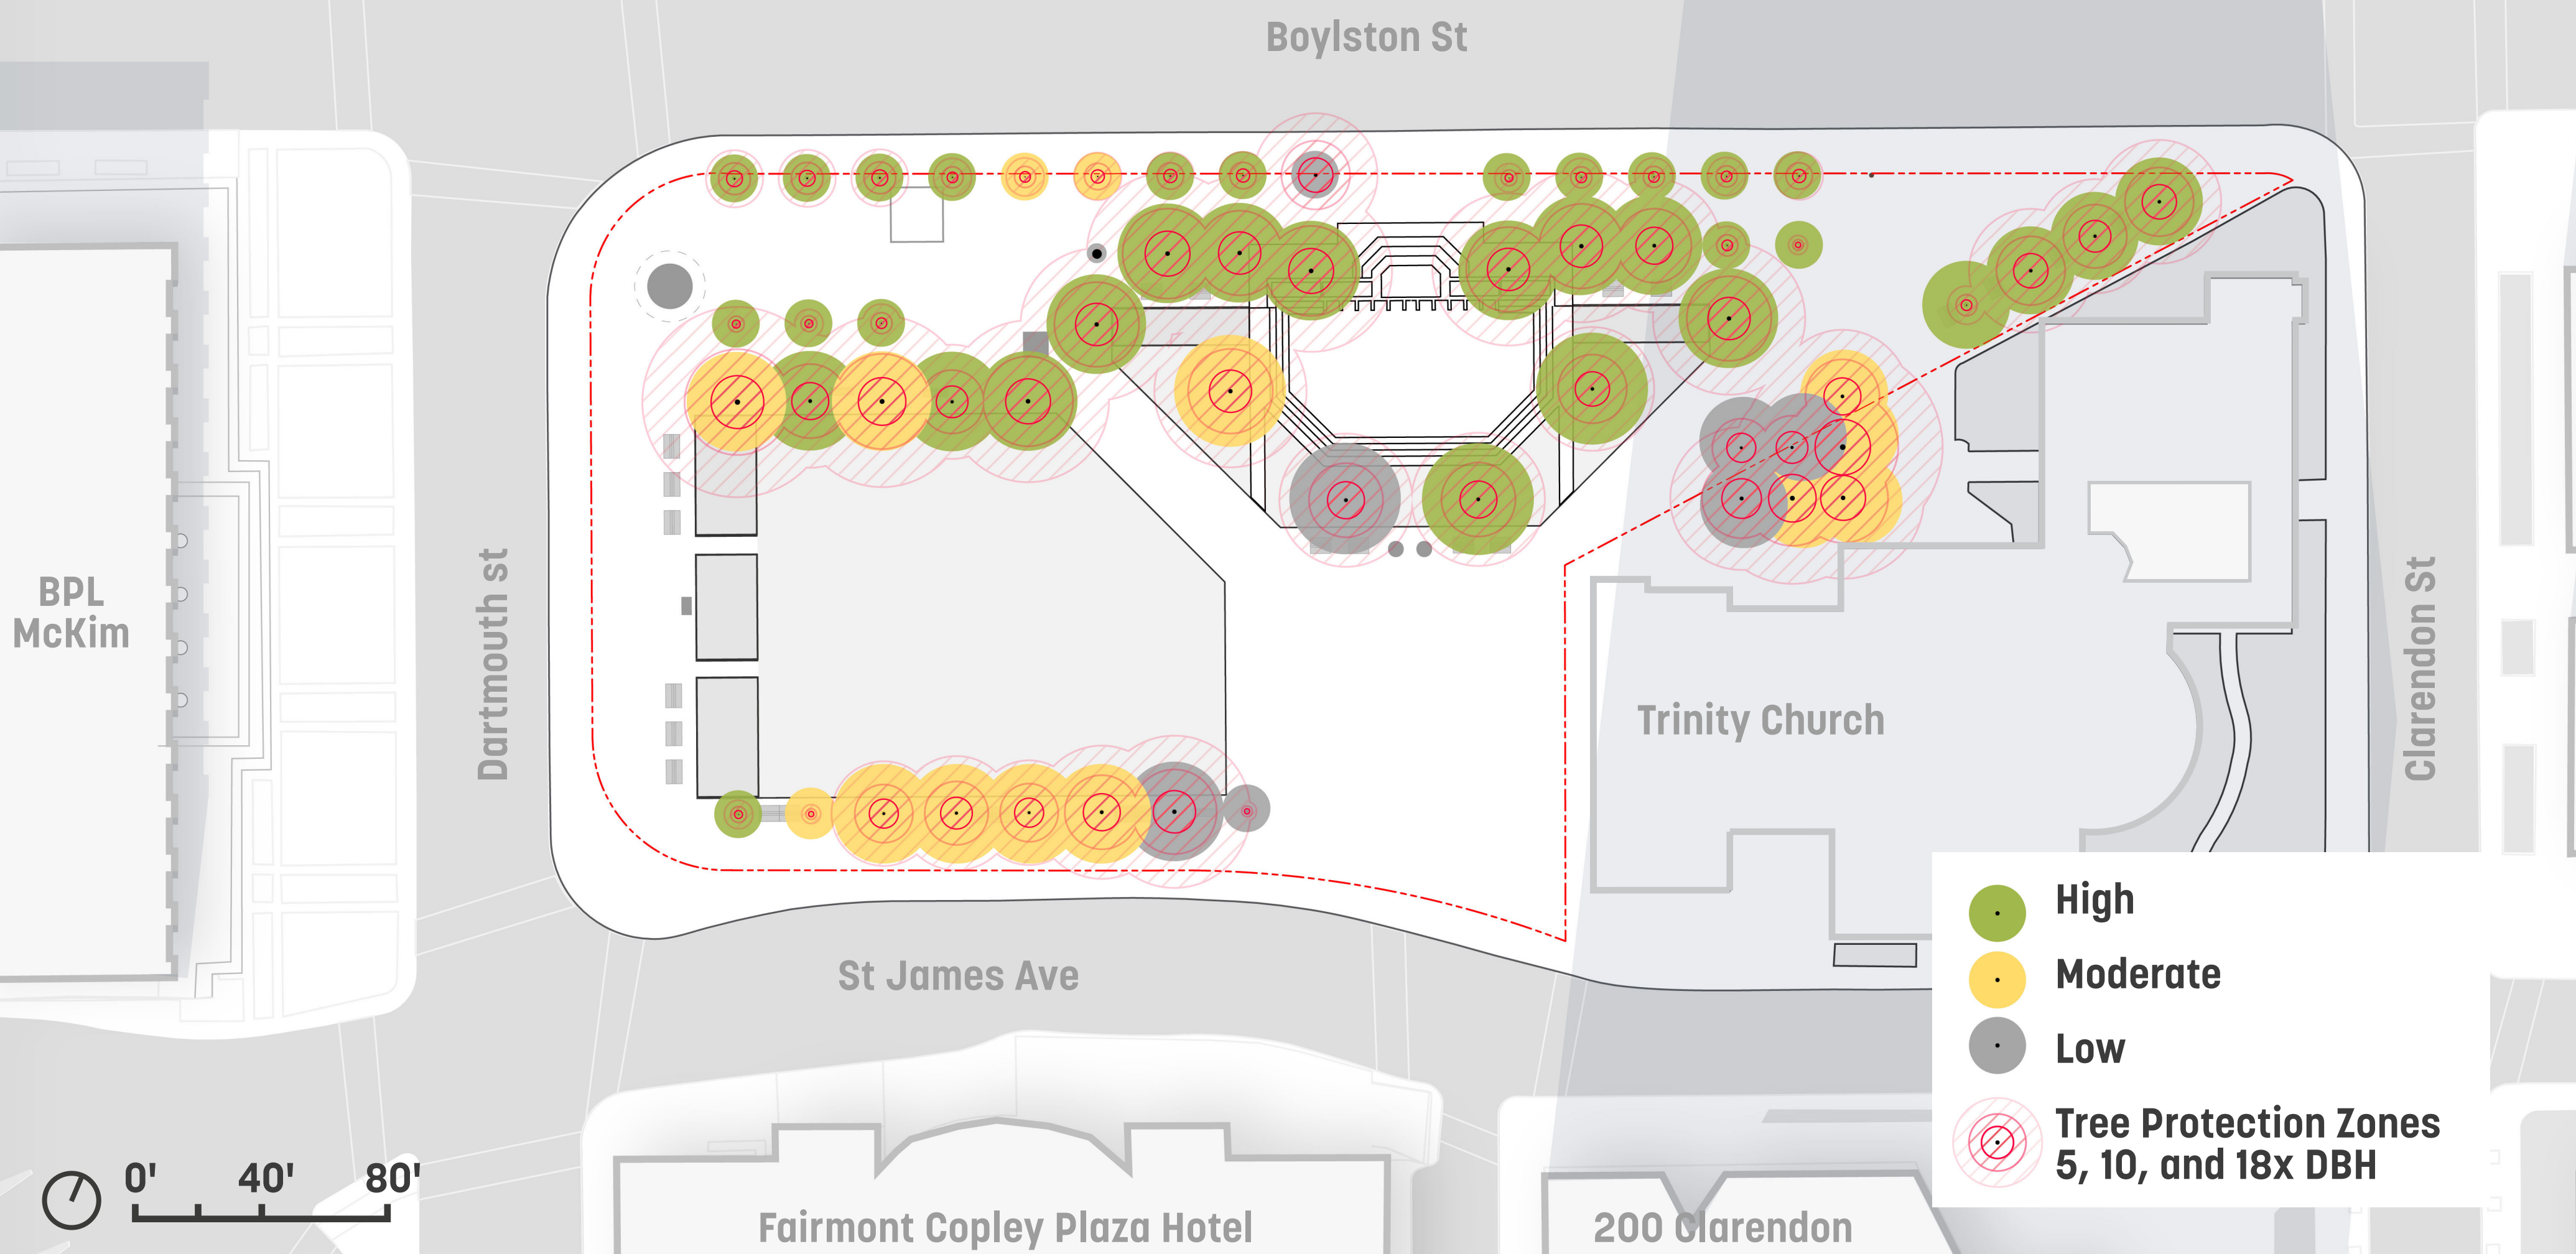 Boylston St
BPL
McKim
Dartmouth st
Clarendon St
Trinity Church
St James Ave
High
Moderate
Low
Tree Protection Zones
5, 10, and 18x DBH
0' 40' 80'
Fairmont Copley Plaza Hotel
200 Clarendon